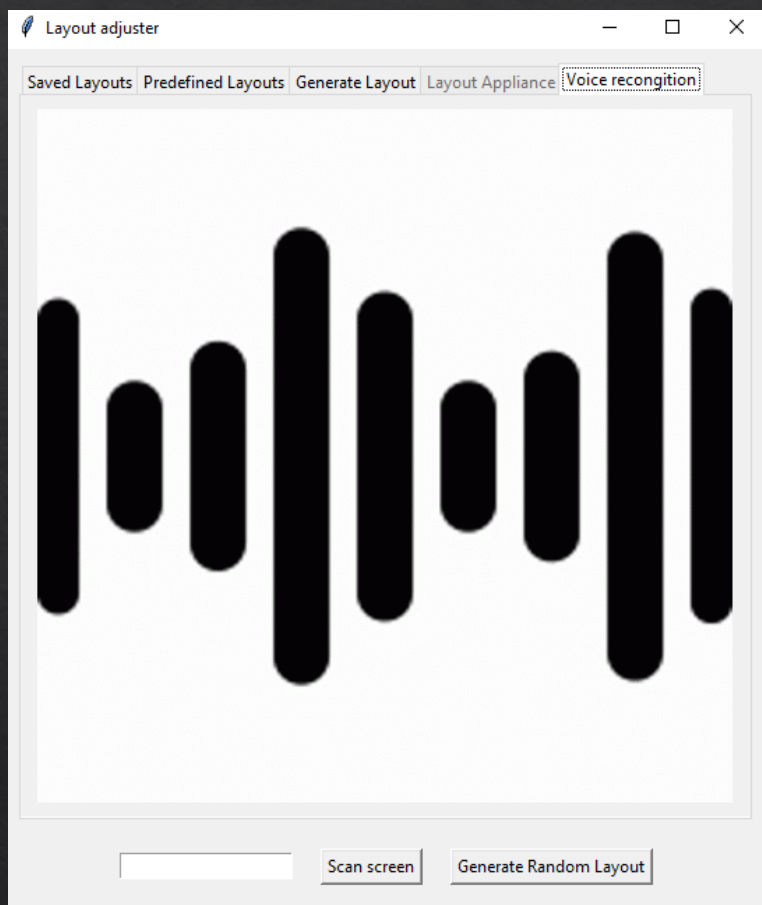 Layout adjuster
Saved Layouts Predefined Layouts Generate Layout Layout Appliance Voice recongition
Scan screen Generate Random Layout